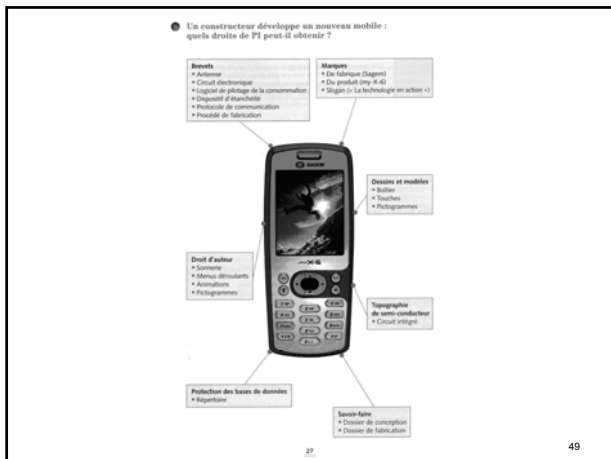 Un constructeur développe un nouveau mobile :
quels droits de PI peut-il obtenir ?
Brevets
• Antenne
• Circuit électronique
• Logiciel de pilotage de la consommation
• Dispositif d'étanchéité
• Protocole de communication
• Procédé de fabrication
Marques
• De fabrique (Sagem)
• Du produit (my-X-6)
• Slogan (« La technologie en action »)
SAGEM
Dessins et modèles
• Boîtier
• Touches
• Pictogrammes
Droit d'auteur
• Sonnerie
• Menus déroulants
• Animations
• Pictogrammes
my X-6
Topographie
de semi-conducteur
• Circuit intégré
Protection des bases de données
• Répertoire
Savoir-faire
• Dossier de conception
• Dossier de fabrication
27
49